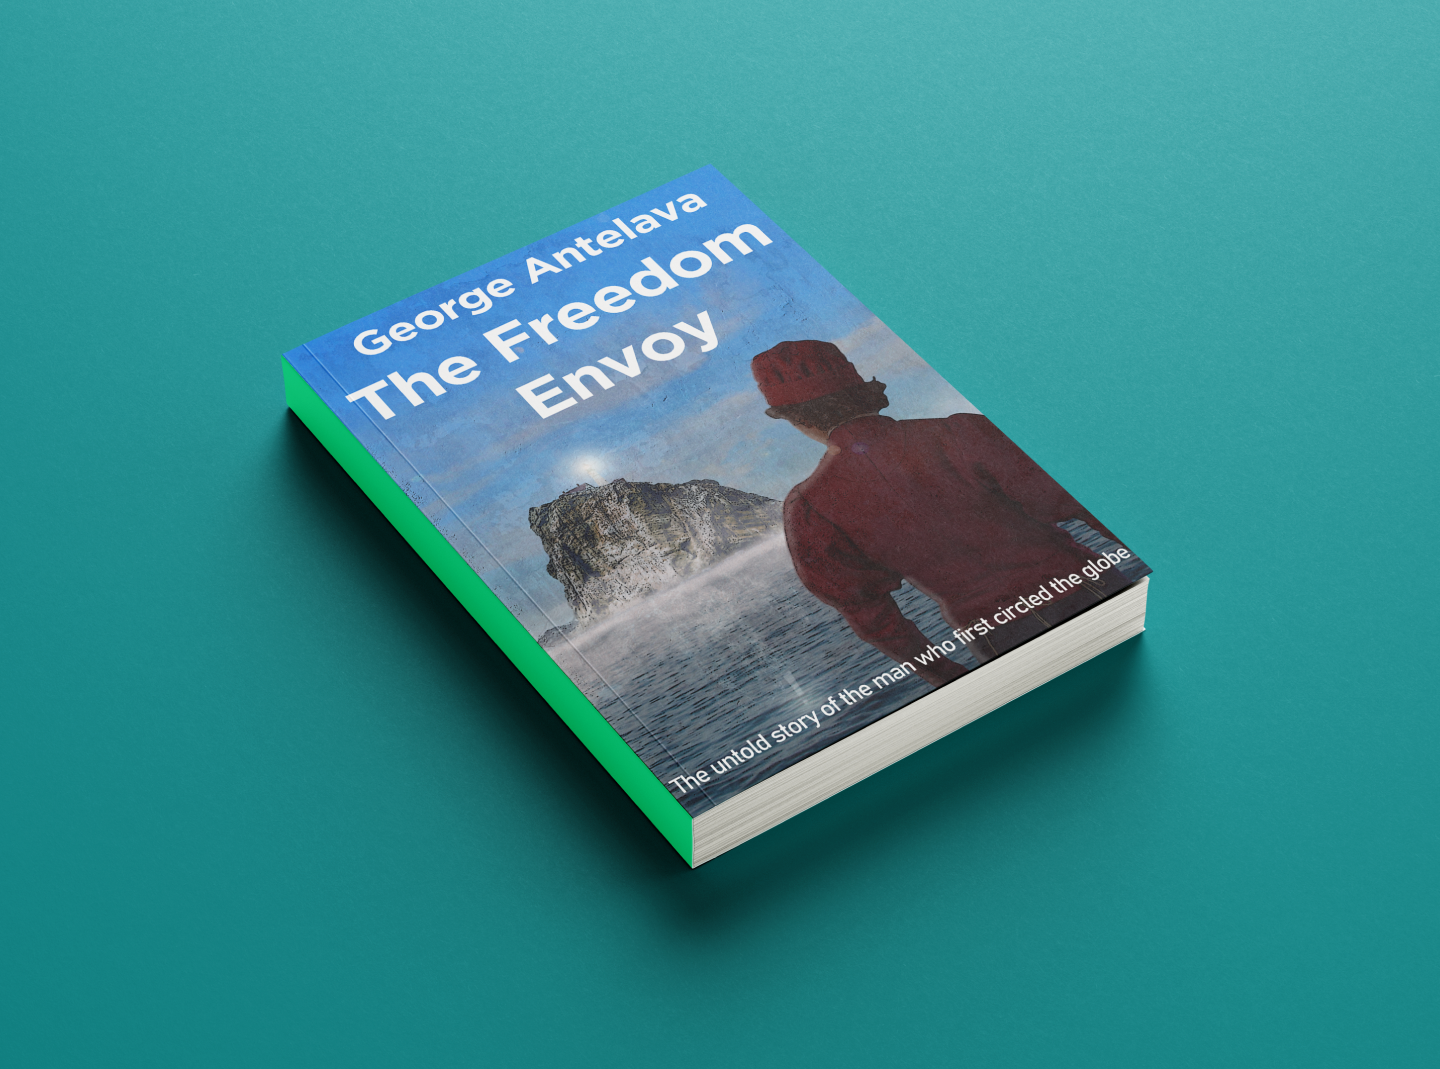 George Antelava
The Freedom
Envoy
The untold story of the man who first circled the globe